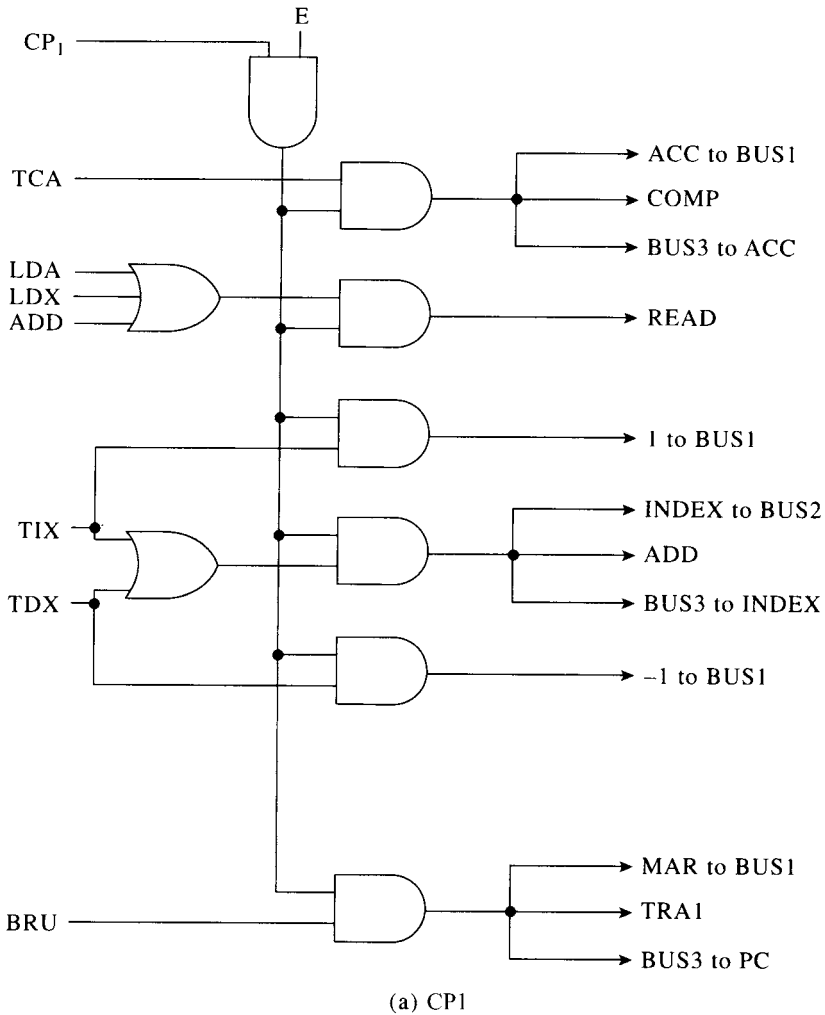 E
CP1
TCA
ACC to BUS1
COMP
BUS3 to ACC
LDA
LDX
ADD
READ
1 to BUS1
TIX
TDX
INDEX to BUS2
ADD
BUS3 to INDEX
–1 to BUS1
BRU
MAR to BUS1
TRA1
BUS3 to PC
(a) CP1